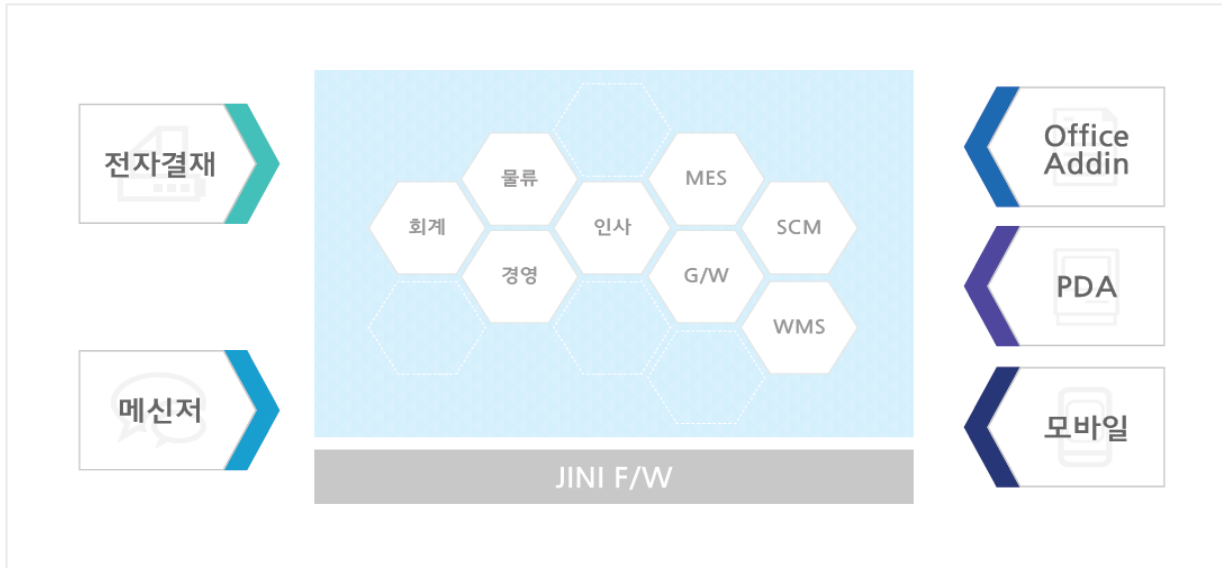 전자결재
메신저
물류
MES
회계
인사
SCM
경영
G/W
WMS
JINI F/W
Office
Addin
PDA
모바일